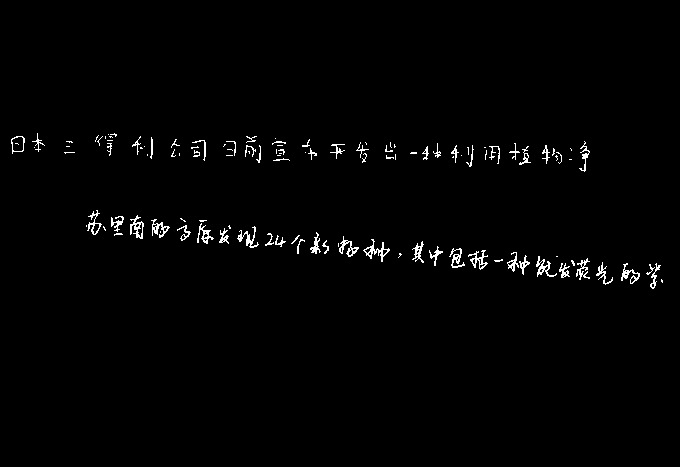 日本三得利公司日前宣布开发出一种利用植物净
苏里南的高原发现24个新物种，其中包括一种能发荧光的紫